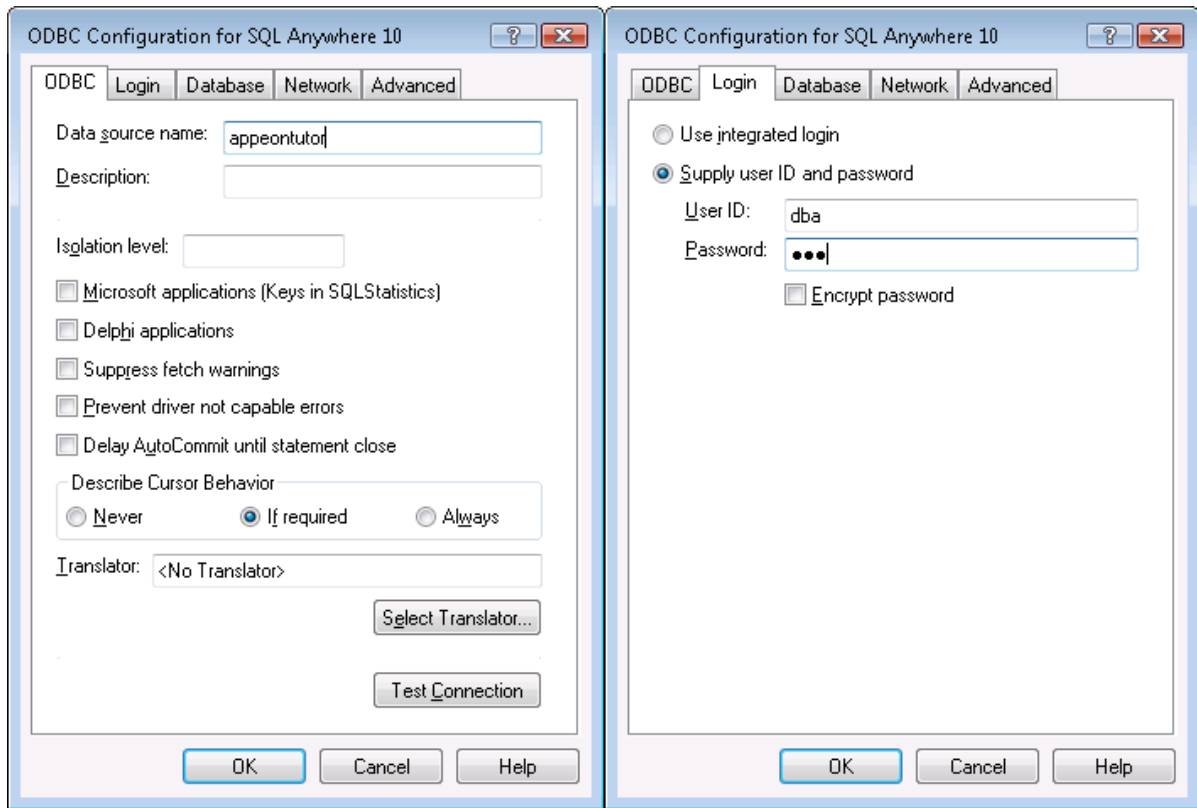 ODBC Configuration for SQL Anywhere 10
ODBC Login Database Network Advanced
Data source name: appeontutor
Description:
Isolation level:
Microsoft applications (Keys in SQLStatistics)
Delphi applications
Suppress fetch warnings
Prevent driver not capable errors
Delay AutoCommit until statement close
Describe Cursor Behavior
Never If required Always
Translator: <No Translator>
Select Translator...
Test Connection
OK Cancel Help
ODBC Configuration for SQL Anywhere 10
ODBC Login Database Network Advanced
Use integrated login
Supply user ID and password
User ID: dba
Password: ●●●
Encrypt password
OK Cancel Help